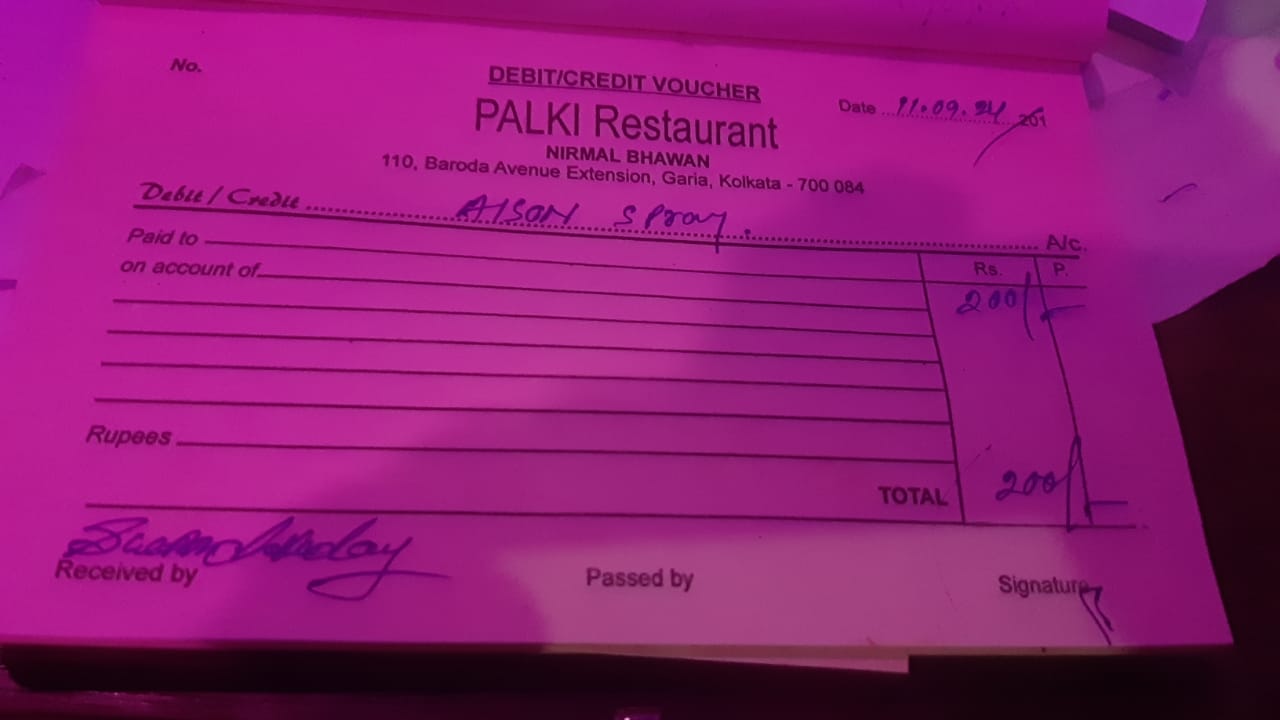 No.
DEBIT/CREDIT VOUCHER
PALKI Restaurant
Date 11.09.24 201
NIRMAL BHAWAN
110, Baroda Avenue Extension, Garia, Kolkata - 700 084
Debit / Credit AISON Spray. A/c.
Paid to
Rs. P.
on account of
200/-
Rupees
TOTAL 200/-
Received by Passed by Signature